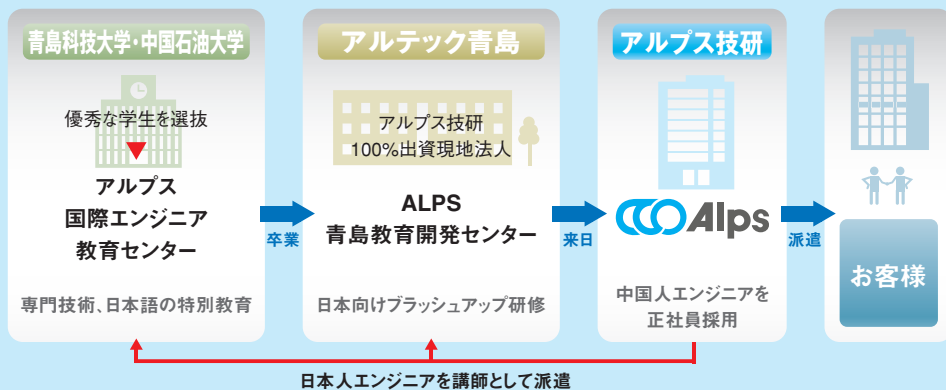 青島科技大学・中国石油大学
優秀な学生を選抜
アルプス
国際エンジニア
教育センター
専門技術、日本語の特別教育
卒業
アルテック青島
アルプス技研
100%出資現地法人
ALPS
青島教育開発センター
日本向けブラッシュアップ研修
来日
アルプス技研
Alps
中国人エンジニアを
正社員採用
派遣
お客様
日本人エンジニアを講師として派遣